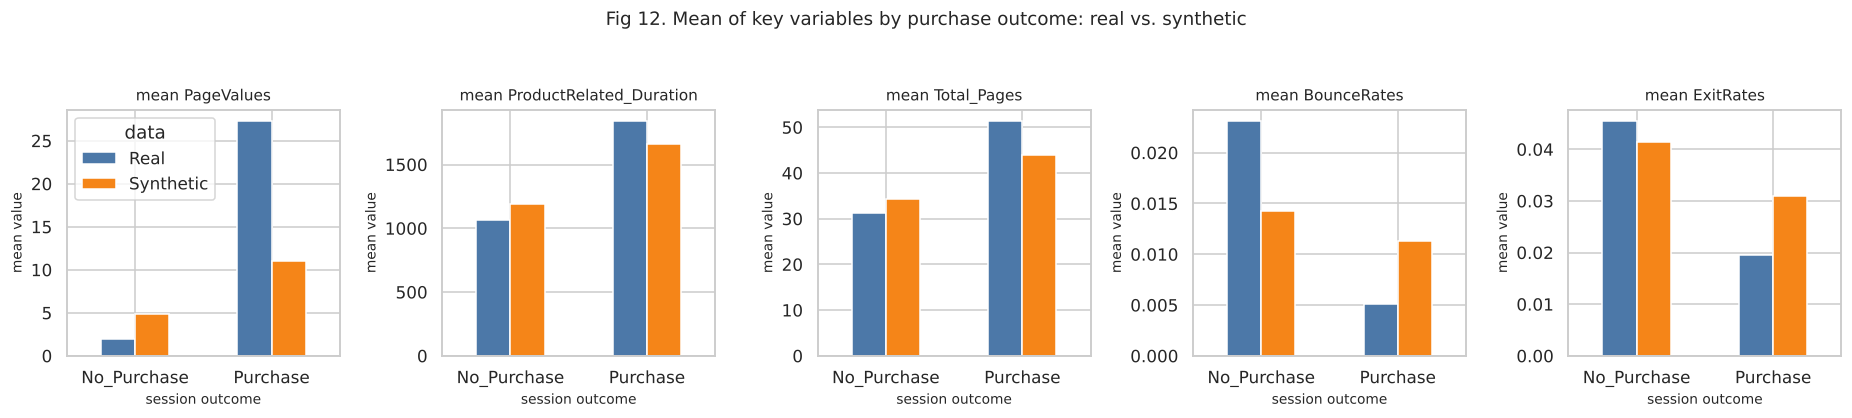 Fig 12. Mean of key variables by purchase outcome: real vs. synthetic
mean PageValues
data
Real
Synthetic
25
20
15
10
5
0
mean value
No_Purchase Purchase
session outcome
mean ProductRelated_Duration
1500
1000
500
0
mean value
No_Purchase Purchase
session outcome
mean Total_Pages
50
40
30
20
10
0
mean value
No_Purchase Purchase
session outcome
mean BounceRates
0.020
0.015
0.010
0.005
0.000
mean value
No_Purchase Purchase
session outcome
mean ExitRates
0.04
0.03
0.02
0.01
0.00
mean value
No_Purchase Purchase
session outcome